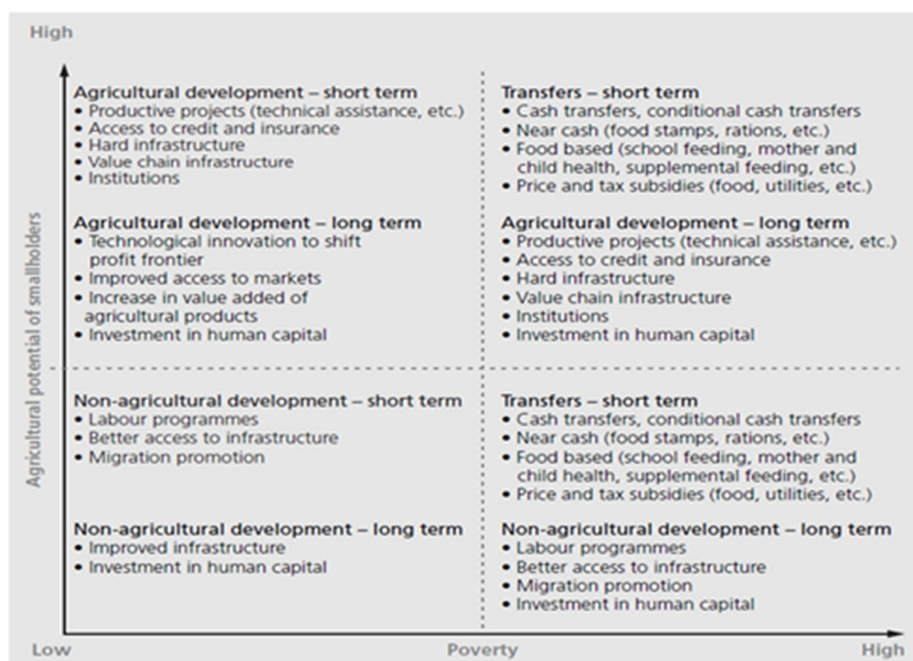 High
Agricultural potential of smallholders
Agricultural development – short term
• Productive projects (technical assistance, etc.)
• Access to credit and insurance
• Hard infrastructure
• Value chain infrastructure
• Institutions
Agricultural development – long term
• Technological innovation to shift
profit frontier
• Improved access to markets
• Increase in value added of
agricultural products
• Investment in human capital
Transfers – short term
• Cash transfers, conditional cash transfers
• Near cash (food stamps, rations, etc.)
• Food based (school feeding, mother and
child health, supplemental feeding, etc.)
• Price and tax subsidies (food, utilities, etc.)
Agricultural development – long term
• Productive projects (technical assistance, etc.)
• Access to credit and insurance
• Hard infrastructure
• Value chain infrastructure
• Institutions
• Investment in human capital
Non-agricultural development – short term
• Labour programmes
• Better access to infrastructure
• Migration promotion
Non-agricultural development – long term
• Improved infrastructure
• Investment in human capital
Transfers – short term
• Cash transfers, conditional cash transfers
• Near cash (food stamps, rations, etc.)
• Food based (school feeding, mother and
child health, supplemental feeding, etc.)
• Price and tax subsidies (food, utilities, etc.)
Non-agricultural development – long term
• Labour programmes
• Better access to infrastructure
• Migration promotion
• Investment in human capital
Low
Poverty
High